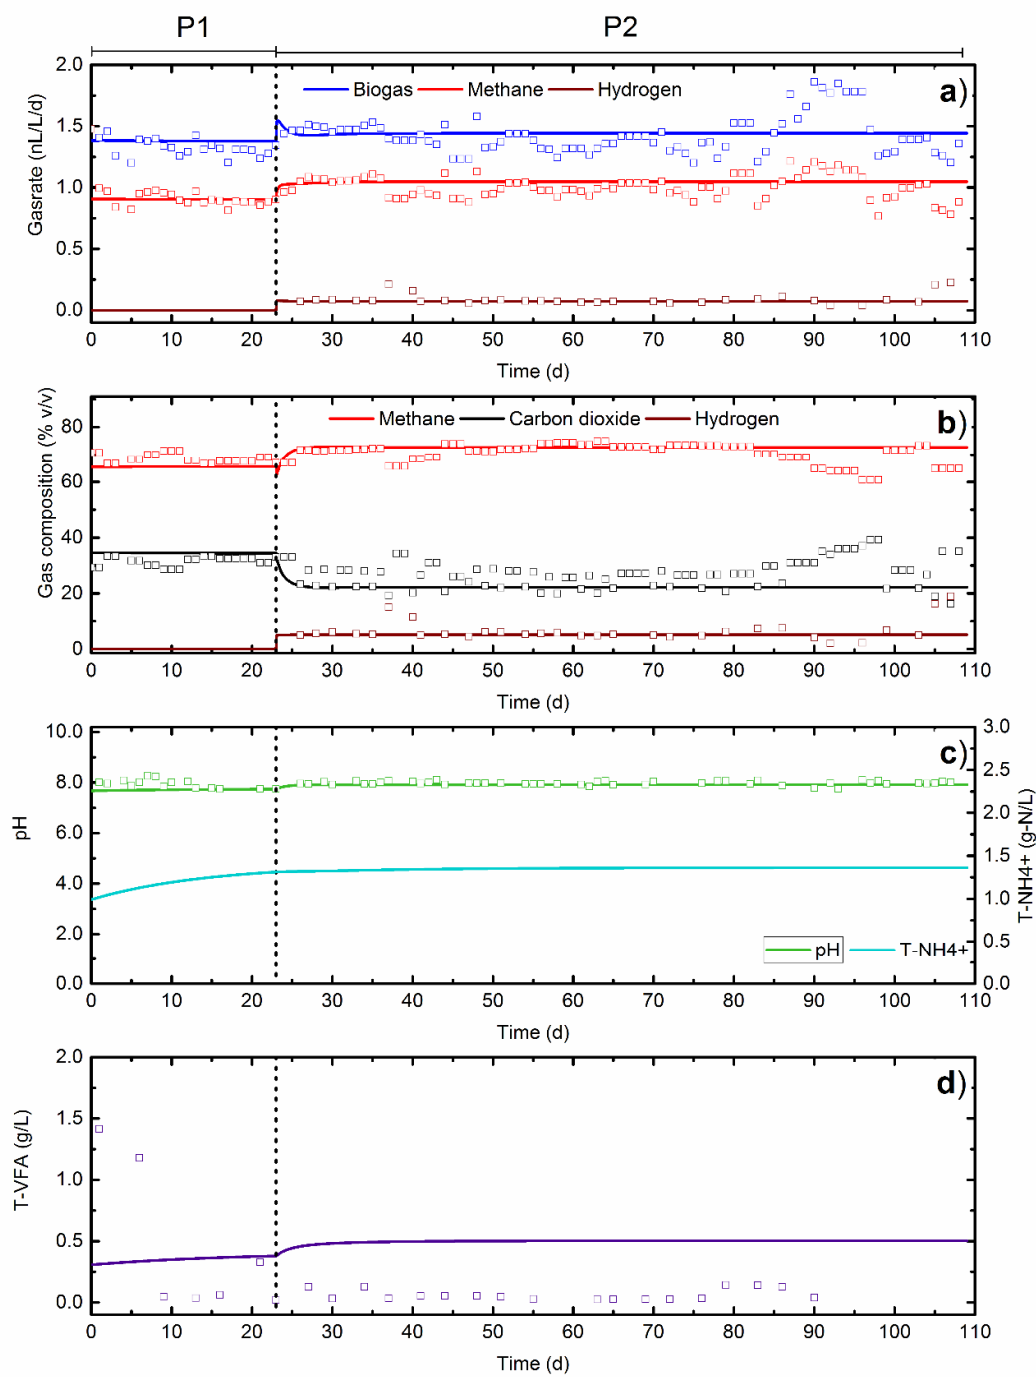 P1 P2
a)
Biogas Methane Hydrogen
Gasrate (nL/L/d)
2.0
1.5
1.0
0.5
0.0
0 10 20 30 40 50 60 70 80 90 100 110
Time (d)
b)
Methane Carbon dioxide Hydrogen
Gas composition (% v/v)
80
60
40
20
0
0 10 20 30 40 50 60 70 80 90 100 110
Time (d)
c)
pH
10.0
8.0
6.0
4.0
2.0
0.0
3.0
2.5
2.0
1.5
1.0
0.5
0.0
T-NH4+ (g-N/L)
pH T-NH4+
0 10 20 30 40 50 60 70 80 90 100 110
Time (d)
d)
T-VFA (g/L)
2.0
1.5
1.0
0.5
0.0
0 10 20 30 40 50 60 70 80 90 100 110
Time (d)